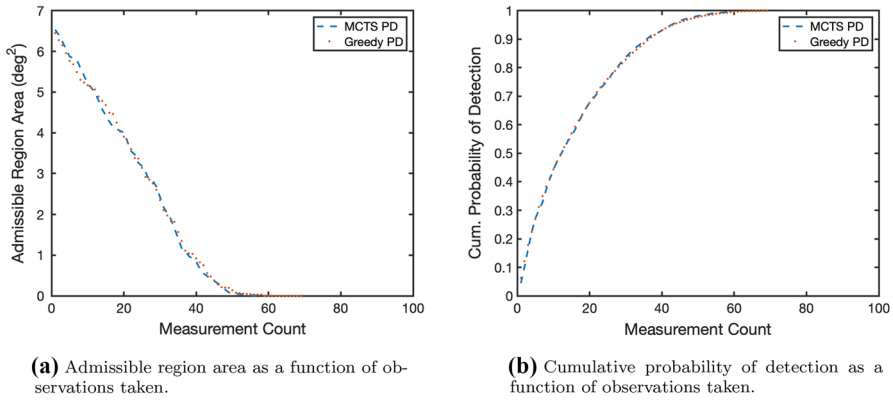 7
6
5
4
3
2
1
0
Admissible Region Area (deg²)
MCTS PD
Greedy PD
0 20 40 60 80 100
Measurement Count
(a) Admissible region area as a function of ob-
servations taken.
1
0.9
0.8
0.7
0.6
0.5
0.4
0.3
0.2
0.1
0
Cum. Probability of Detection
MCTS PD
Greedy PD
0 20 40 60 80 100
Measurement Count
(b) Cumulative probability of detection as a
function of observations taken.